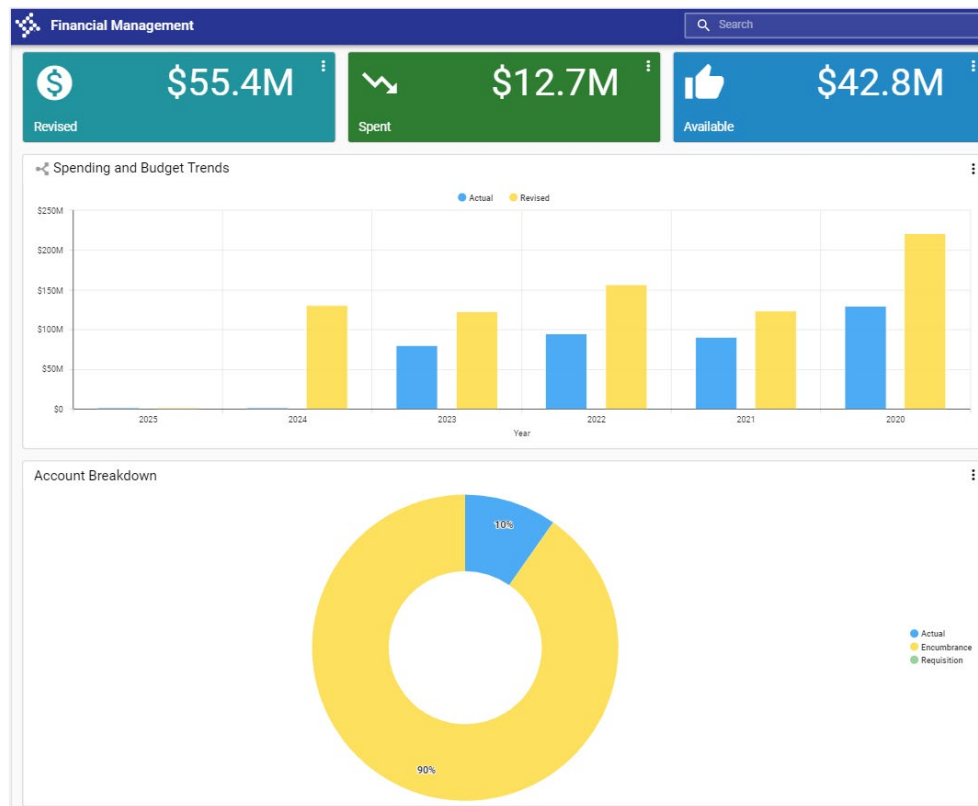 Financial Management
Search
$55.4M
Revised
$12.7M
Spent
$42.8M
Available
Spending and Budget Trends
Actual Revised
$250M
$200M
$150M
$100M
$50M
$0
2025 2024 2023 2022 2021 2020
Year
Account Breakdown
10%
Actual
Encumbrance
Requisition
90%